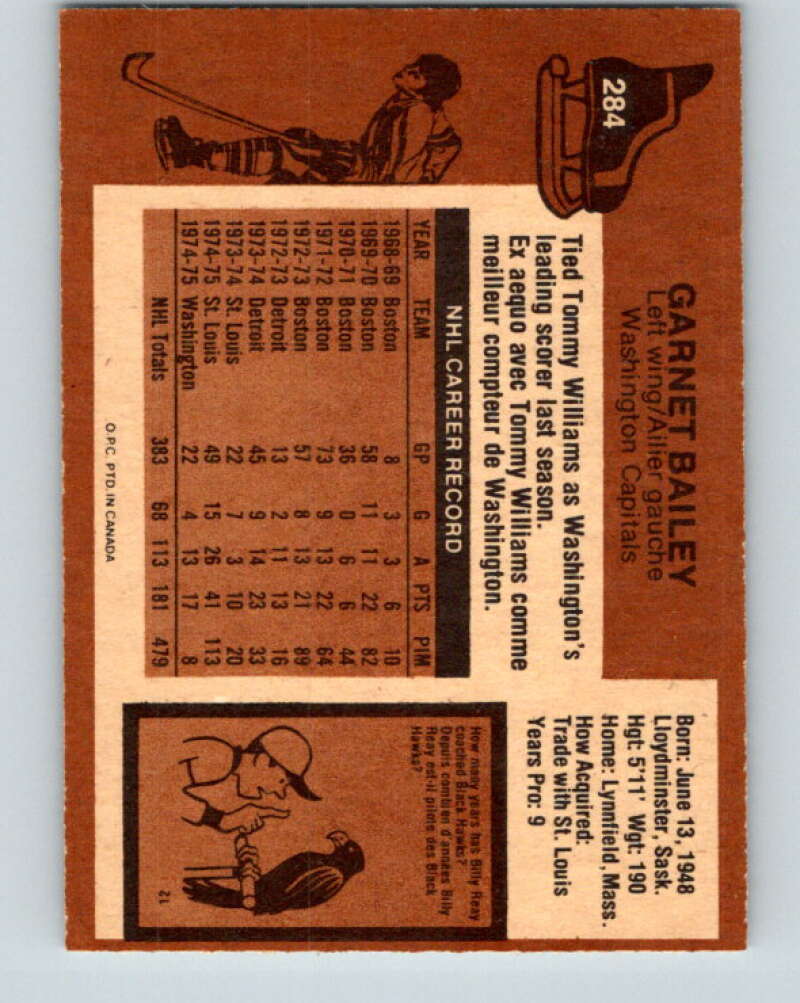 284
GARNET BAILEY
Left wing/Ailier gauche
Washington Capitals
Tied Tommy Williams as Washington's
leading scorer last season.
Ex aequo avec Tommy Williams comme
meilleur compteur de Washington.
NHL CAREER RECORD
YEAR TEAM GP G A PTS PIM
1968-69 Boston 8 3 3 6 10
1969-70 Boston 58 11 11 22 82
1970-71 Boston 36 0 6 6 44
1971-72 Boston 73 9 13 22 64
1972-73 Boston 57 8 13 21 89
1972-73 Detroit 13 2 11 13 16
1973-74 Detroit 45 9 14 23 33
1973-74 St. Louis 22 7 3 10 20
1974-75 St. Louis 49 15 26 41 113
1974-75 Washington 22 4 13 17 8
NHL Totals 383 68 113 181 479
O.P.C. PTD. IN CANADA
Born: June 13, 1948
Lloydminster, Sask.
Hgt: 5'11' Wgt: 190
Home: Lynnfield, Mass.
How Acquired:
Trade with St. Louis
Years Pro: 9
How many years has Billy Reay
coached Black Hawks?
Depuis combien d'années Billy
Reay est-il pilote des Black
Hawks?
12